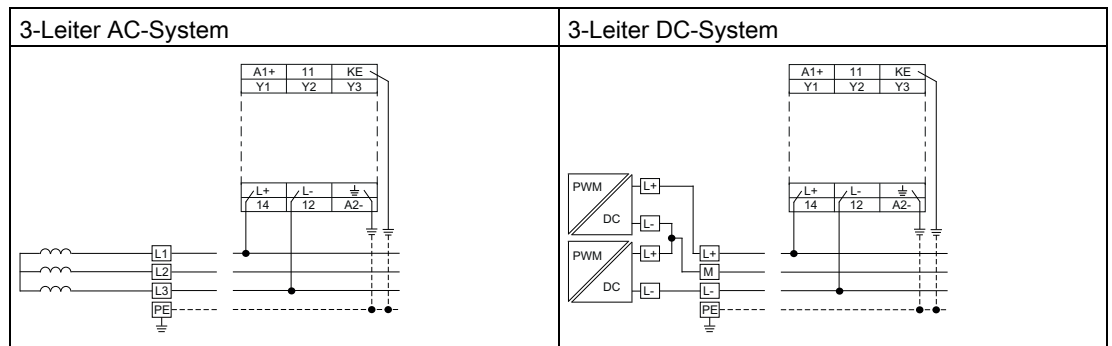 3-Leiter AC-System
A1+ 11 KE
Y1 Y2 Y3
L+ L-
14 12 A2-
L1
L2
L3
PE
3-Leiter DC-System
A1+ 11 KE
Y1 Y2 Y3
L+ L-
14 12 A2-
PWM L+
DC L-
PWM L+
DC L-
L+
M
L-
PE